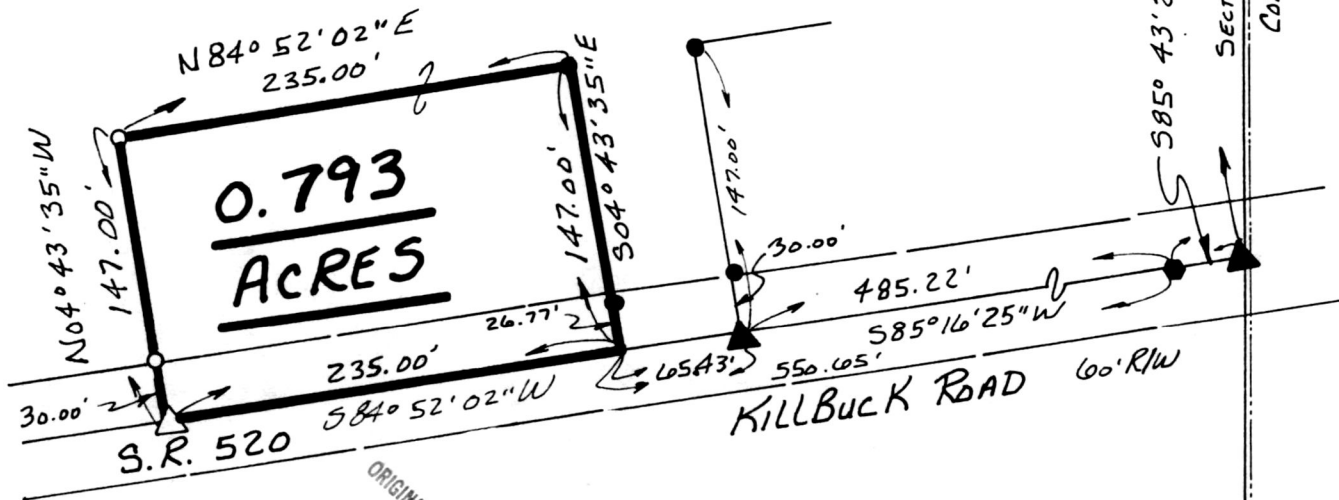 N84° 52' 02" E
235.00'
N04° 43' 35" W
147.00'
0.793
ACRES
147.00'
S04° 43' 35" E
147.00'
30.00'
26.77'
30.00'
235.00'
S84° 52' 02" W
S.R. 520
65.43'
550.65'
485.22'
S85° 16' 25" W
KILLBUCK ROAD
60' R/W
S85° 43'